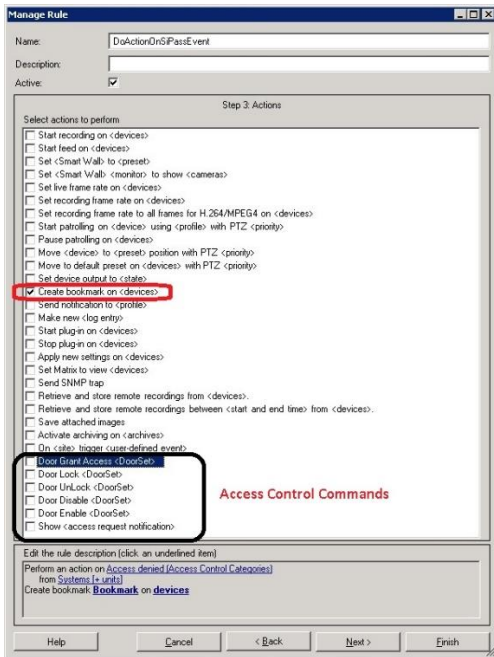 Manage Rule
Name:
DoActionOnSiPassEvent
Description:
Active:
Step 3: Actions
Select actions to perform
Start recording on <devices>
Start feed on <devices>
Set <Smart Wall> to <preset>
Set <Smart Wall> <monitor> to show <cameras>
Set live frame rate on <devices>
Set recording frame rate on <devices>
Set recording frame rate to all frames for H.264/MPEG4 on <devices>
Start patrolling on <device> using <profile> with PTZ <priority>
Pause patrolling on <devices>
Move <device> to <preset> position with PTZ <priority>
Move to default preset on <devices> with PTZ <priority>
Set device output to <state>
Create bookmark on <devices>
Send notification to <profile>
Make new <log entry>
Start plug-in on <devices>
Stop plug-in on <devices>
Apply new settings on <devices>
Set Matrix to view <devices>
Send SNMP trap
Retrieve and store remote recordings from <devices>.
Retrieve and store remote recordings between <start and end time> from <devices>.
Save attached images
Activate archiving on <archives>
On <site> trigger <user-defined event>
Door Grant Access <DoorSet>
Door Lock <DoorSet>
Door UnLock <DoorSet>
Door Disable <DoorSet>
Door Enable <DoorSet>
Show <access request notification>
Access Control Commands
Edit the rule description (click an underlined item)
Perform an action on Access denied (Access Control Categories)
from Systems [+ units]
Create bookmark Bookmark on devices
Help
Cancel
< Back
Next >
Finish